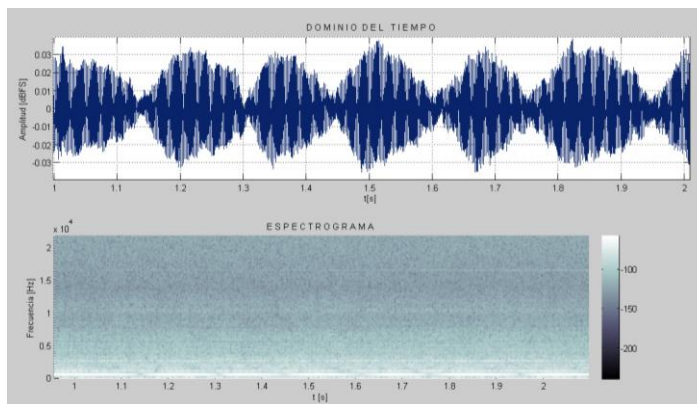 DOMINIO DEL TIEMPO
Amplitud [dBFS]
0.03
0.02
0.01
0
-0.01
-0.02
-0.03
1 1.1 1.2 1.3 1.4 1.5 1.6 1.7 1.8 1.9 2
t[s]
ESPECTROGRAMA
x 10^4
Frecuencia [Hz]
2
1.5
1
0.5
0
1 1.1 1.2 1.3 1.4 1.5 1.6 1.7 1.8 1.9 2
t [s]
-100
-150
-200